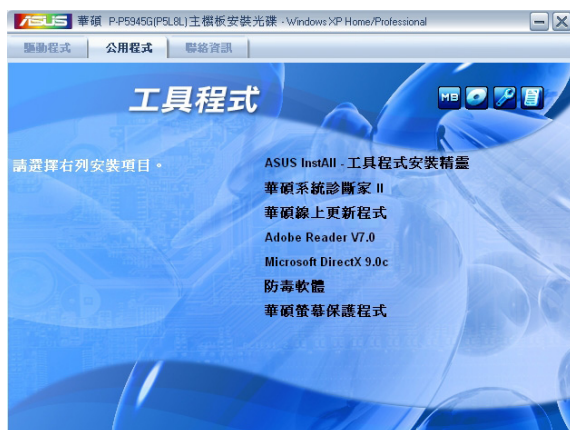 ASUS 華碩 P-P5945G(P5L8L)主機板安裝光碟 - Windows XP Home/Professional
驅動程式 公用程式 聯絡資訊
工具程式
MB
請選擇右列安裝項目。
ASUS InstAll - 工具程式安裝精靈
華碩系統診斷家 II
華碩線上更新程式
Adobe Reader V7.0
Microsoft DirectX 9.0c
防毒軟體
華碩螢幕保護程式